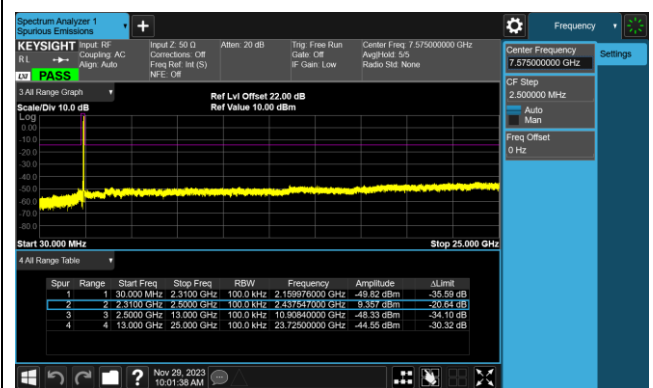 Spectrum Analyzer 1
Spurious Emissions
Frequency
KEYSIGHT Input: RF Input Z: 50 Ω Atten: 20 dB Trig: Free Run Center Freq: 7.575000000 GHz
RL Coupling: AC Corrections: Off Gate: Off Avg|Hold: 5/5
Align: Auto Freq Ref: Int (S) IF Gain: Low Radio Std: None
NFE: Off
LXI PASS
3 All Range Graph
Ref Lvl Offset 22.00 dB
Scale/Div 10.0 dB Ref Value 10.00 dBm
Log
0.00
-10.0
-20.0
-30.0
-40.0
-50.0
-60.0
-70.0
-80.0
Start 30.000 MHz Stop 25.000 GHz
4 All Range Table
Spur Range Start Freq Stop Freq RBW Frequency Amplitude ΔLimit
1 1 30.000 MHz 2.3100 GHz 100.0 kHz 2.159976000 GHz -49.82 dBm -35.59 dB
2 2 2.3100 GHz 2.5000 GHz 100.0 kHz 2.437547000 GHz 9.357 dBm -20.64 dB
3 3 2.5000 GHz 13.000 GHz 100.0 kHz 10.90840000 GHz -48.33 dBm -34.10 dB
4 4 13.000 GHz 25.000 GHz 100.0 kHz 23.72500000 GHz -44.55 dBm -30.32 dB
Nov 29, 2023
10:01:38 AM
Center Frequency
7.575000000 GHz
Settings
CF Step
2.500000 MHz
Auto
Man
Freq Offset
0 Hz